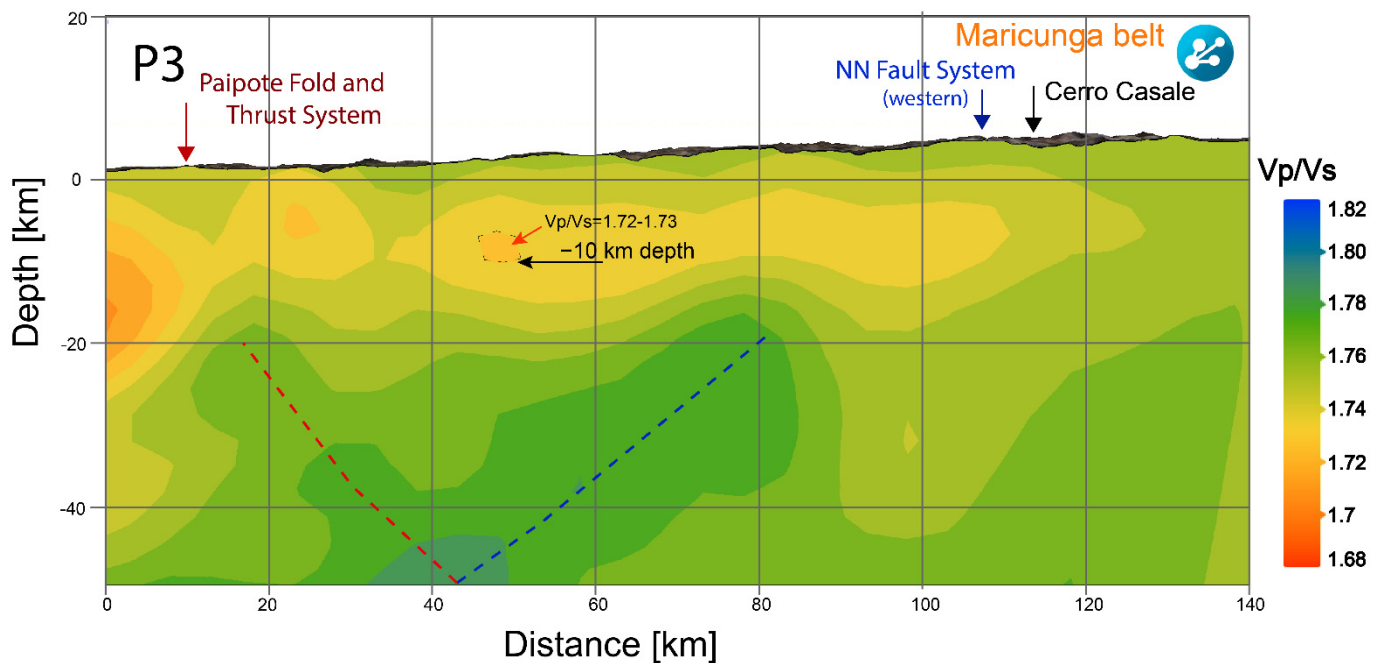 20
P3
Paipote Fold and
Thrust System
Maricunga belt
NN Fault System
(western)
Cerro Casale
Vp/Vs
0
Vp/Vs=1.72-1.73
−10 km depth
-20
-40
Depth [km]
1.82
1.80
1.78
1.76
1.74
1.72
1.7
1.68
0
20
40
60
80
100
120
140
Distance [km]